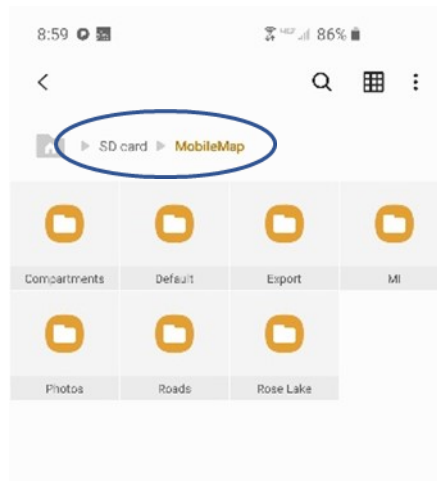 8:59 86%
SD card MobileMap
Compartments Default Export MI
Photos Roads Rose Lake